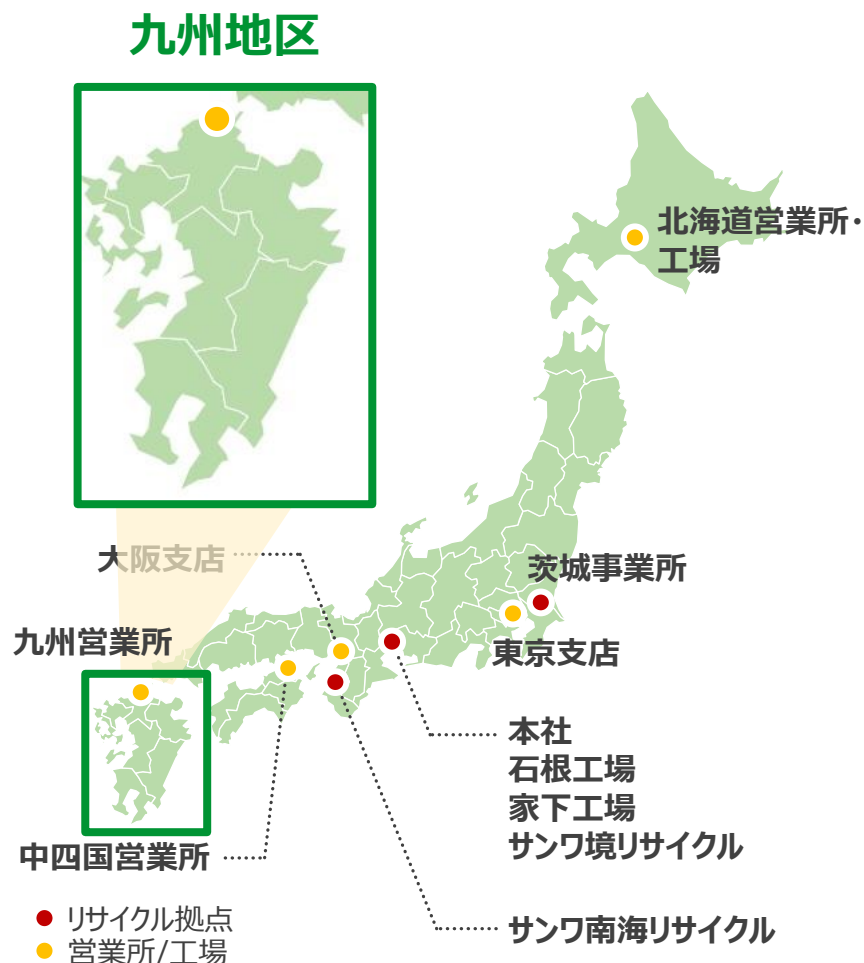 九州地区
北海道営業所・
工場
大阪支店
茨城事業所
九州営業所
東京支店
本社
石根工場
家下工場
サンワ境リサイクル
中四国営業所
リサイクル拠点
サンワ南海リサイクル
営業所/工場